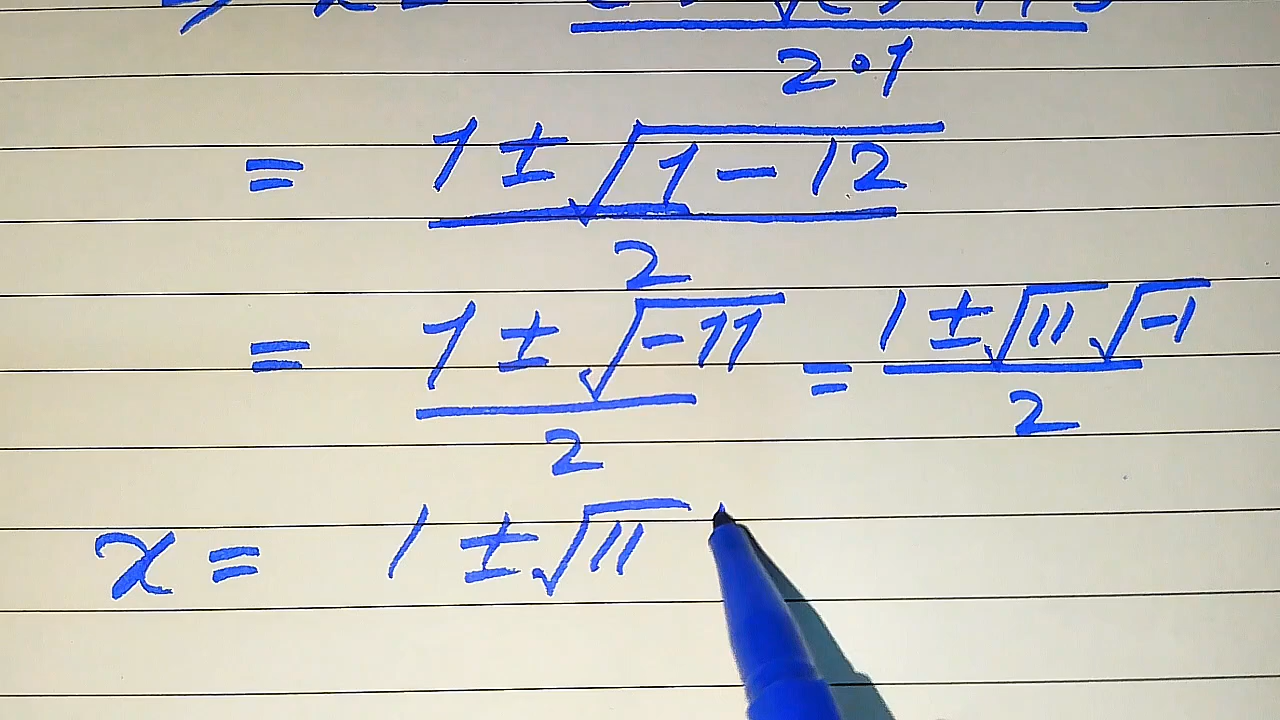 2·1
= 1 ± √1 - 12
2
= 1 ± √-11 = 1 ± √11 √-1
2 2
x = 1 ± √11